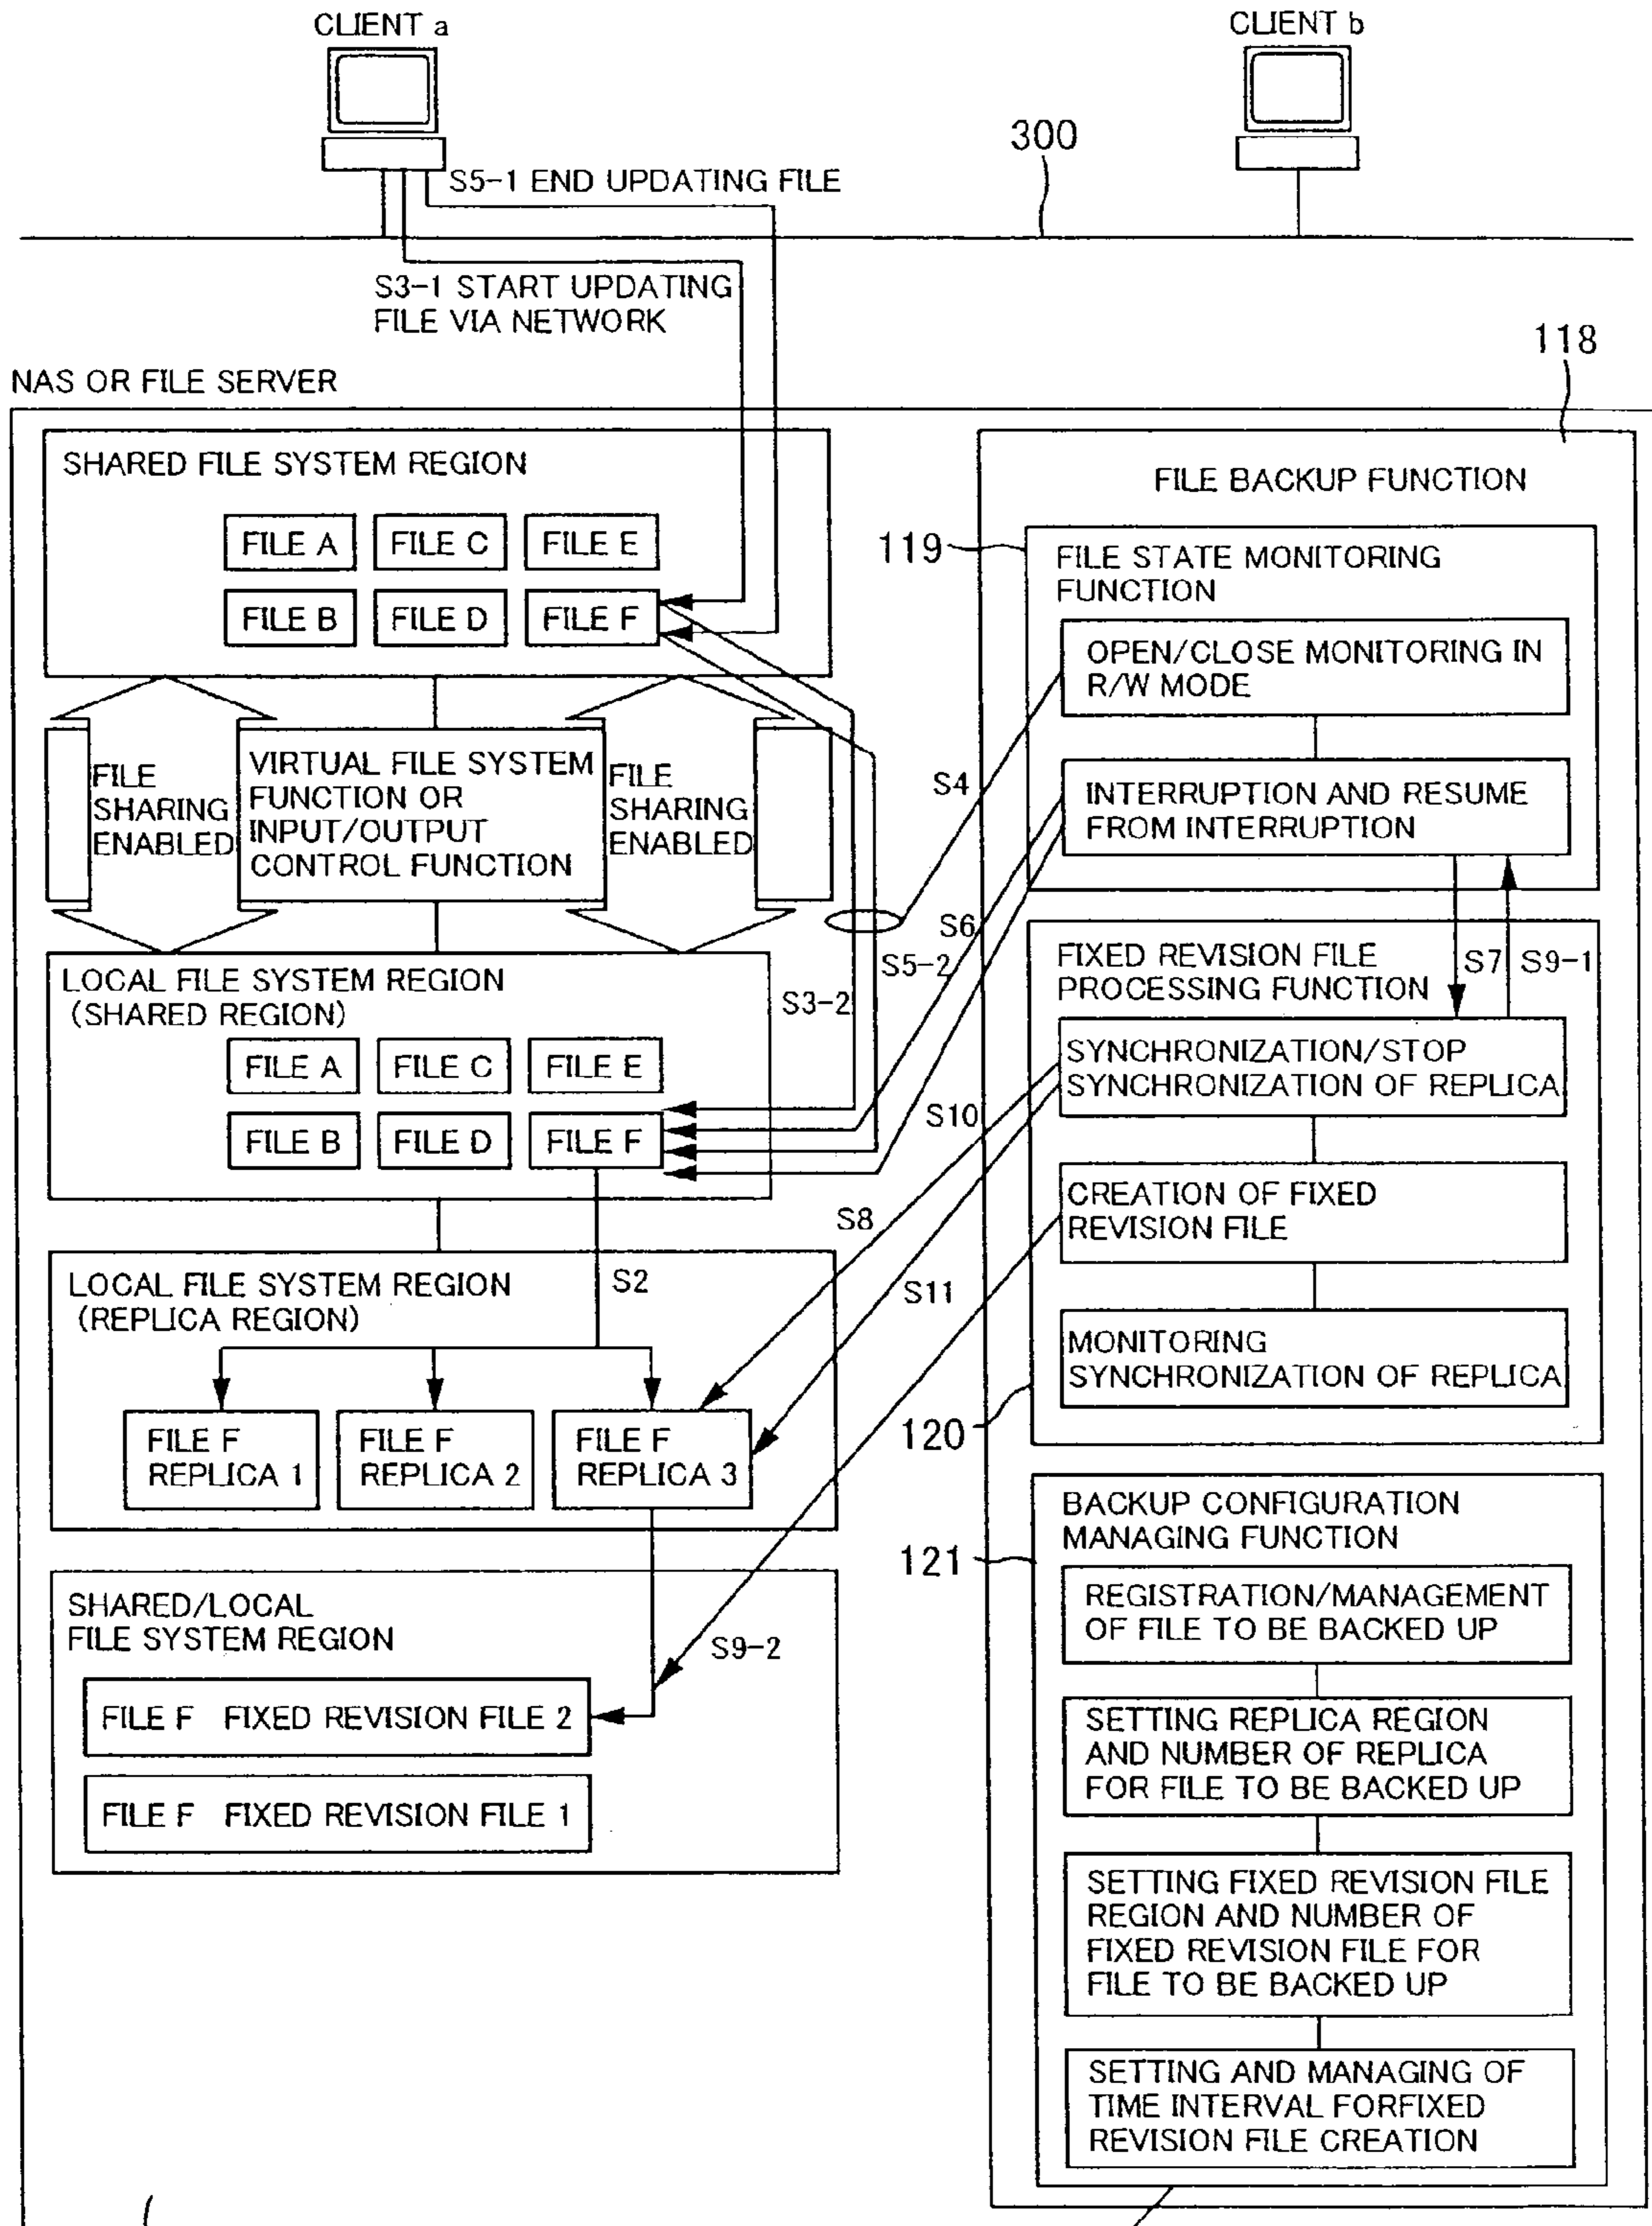 CLIENT a
CLIENT b
300
S5-1 END UPDATING FILE
S3-1 START UPDATING
FILE VIA NETWORK
118
NAS OR FILE SERVER
SHARED FILE SYSTEM REGION
FILE A
FILE C
FILE E
FILE B
FILE D
FILE F
FILE
SHARING
ENABLED
VIRTUAL FILE SYSTEM
FUNCTION OR
INPUT/OUTPUT
CONTROL FUNCTION
FILE
SHARING
ENABLED
LOCAL FILE SYSTEM REGION
(SHARED REGION)
FILE A
FILE C
FILE E
FILE B
FILE D
FILE F
S3-2
S5-2
S6
S4
S10
S8
S11
S2
LOCAL FILE SYSTEM REGION
(REPLICA REGION)
FILE F
REPLICA 1
FILE F
REPLICA 2
FILE F
REPLICA 3
SHARED/LOCAL
FILE SYSTEM REGION
S9-2
FILE F FIXED REVISION FILE 2
FILE F FIXED REVISION FILE 1
FILE BACKUP FUNCTION
119
FILE STATE MONITORING
FUNCTION
OPEN/CLOSE MONITORING IN
R/W MODE
INTERRUPTION AND RESUME
FROM INTERRUPTION
FIXED REVISION FILE
PROCESSING FUNCTION
S7
S9-1
SYNCHRONIZATION/STOP
SYNCHRONIZATION OF REPLICA
CREATION OF FIXED
REVISION FILE
MONITORING
SYNCHRONIZATION OF REPLICA
120
BACKUP CONFIGURATION
MANAGING FUNCTION
121
REGISTRATION/MANAGEMENT
OF FILE TO BE BACKED UP
SETTING REPLICA REGION
AND NUMBER OF REPLICA
FOR FILE TO BE BACKED UP
SETTING FIXED REVISION FILE
REGION AND NUMBER OF
FIXED REVISION FILE FOR
FILE TO BE BACKED UP
SETTING AND MANAGING OF
TIME INTERVAL FORFIXED
REVISION FILE CREATION